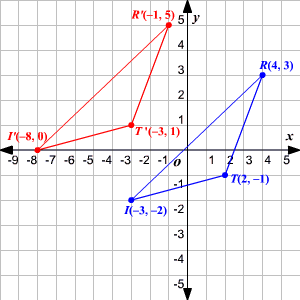 R'(−1, 5)
y
5
4
R(4, 3)
3
2
I'(−8, 0)
T'(−3, 1)
1
-9 -8 -7 -6 -5 -4 -3 -2 -1 o 1 2 3 4 5 x
-1
T(2, −1)
I(−3, −2)
-2
-3
-4
-5